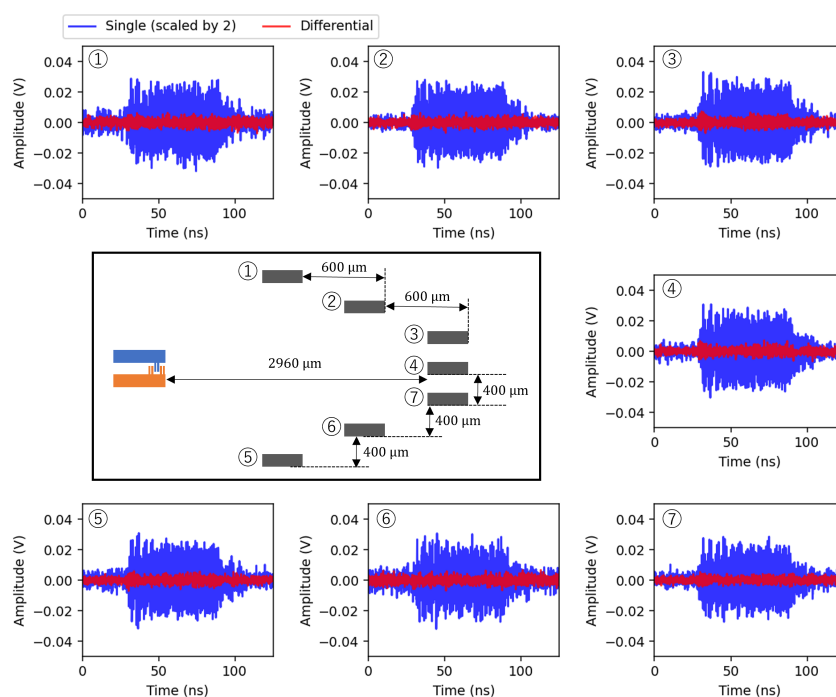 Single (scaled by 2) Differential
① ② ③
Amplitude (V) 0.04 0.02 0.00 −0.02 −0.04
0 50 100
Time (ns)
Amplitude (V) 0.04 0.02 0.00 −0.02 −0.04
0 50 100
Time (ns)
Amplitude (V) 0.04 0.02 0.00 −0.02 −0.04
0 50 100
Time (ns)
① 600 μm
② 600 μm
③
2960 μm ④
⑦ 400 μm
⑥ 400 μm
⑤ 400 μm
④
Amplitude (V) 0.04 0.02 0.00 −0.02 −0.04
0 50 100
Time (ns)
⑤ ⑥ ⑦
Amplitude (V) 0.04 0.02 0.00 −0.02 −0.04
0 50 100
Time (ns)
Amplitude (V) 0.04 0.02 0.00 −0.02 −0.04
0 50 100
Time (ns)
Amplitude (V) 0.04 0.02 0.00 −0.02 −0.04
0 50 100
Time (ns)